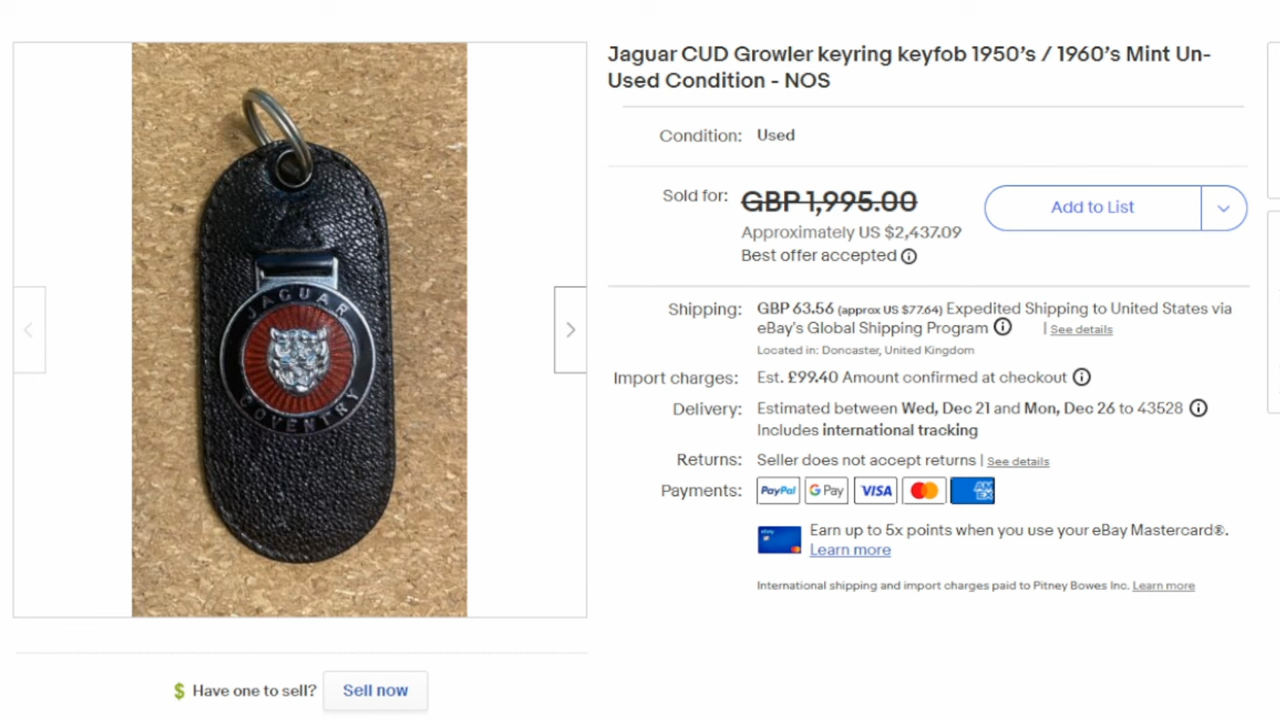 Jaguar CUD Growler keyring keyfob 1950's / 1960's Mint Un-
Used Condition - NOS
Condition: Used
Sold for: GBP 1,995.00
Add to List
Approximately US $2,437.09
Best offer accepted
Shipping: GBP 63.56 (approx US $77.64) Expedited Shipping to United States via
eBay's Global Shipping Program | See details
Located in: Doncaster, United Kingdom
Import charges: Est. £99.40 Amount confirmed at checkout
Delivery: Estimated between Wed, Dec 21 and Mon, Dec 26 to 43528
Includes international tracking
Returns: Seller does not accept returns | See details
Payments: PayPal G Pay VISA AMEX
ebay
Earn up to 5x points when you use your eBay Mastercard®.
Learn more
International shipping and import charges paid to Pitney Bowes Inc. Learn more
JAGUAR
COVENTRY
$ Have one to sell? Sell now